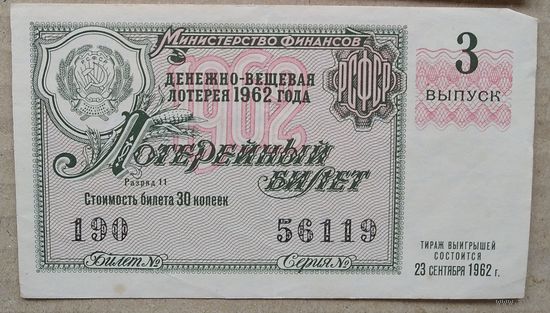 РСФСР
Министерство Финансов
3
ВЫПУСК
ДЕНЕЖНО-ВЕЩЕВАЯ
ЛОТЕРЕЯ 1962 ГОДА
РСФСР
1962
Лотерейный
билет
Разряд 11
Стоимость билета 30 копеек
190
56119
Билет №
Серия №
ТИРАЖ ВЫИГРЫШЕЙ
СОСТОИТСЯ
23 СЕНТЯБРЯ 1962 г.